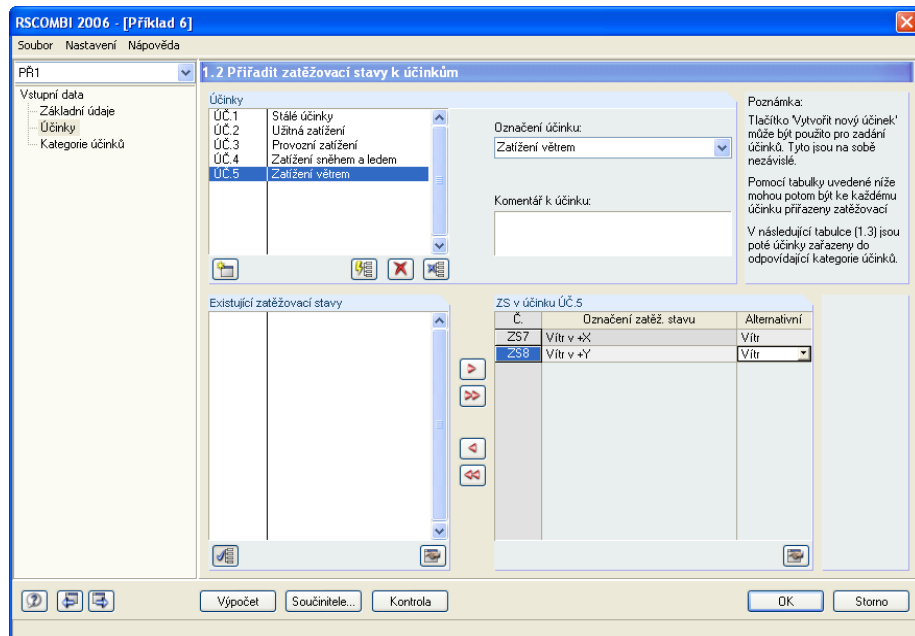 RSCOMBI 2006 - [Příklad 6]
Soubor Nastavení Nápověda
PŘ1
1.2 Přiřadit zatěžovací stavy k účinkům
Vstupní data
Základní údaje
Účinky
Kategorie účinků
Účinky
ÚČ.1 Stálé účinky
ÚČ.2 Užitná zatížení
ÚČ.3 Provozní zatížení
ÚČ.4 Zatížení sněhem a ledem
ÚČ.5 Zatížení větrem
Označení účinku:
Zatížení větrem
Komentář k účinku:
Poznámka:
Tlačítko 'Vytvořit nový účinek'
může být použito pro zadání
účinků. Tyto jsou na sobě
nezávislé.
Pomocí tabulky uvedené níže
mohou potom být ke každému
účinku přiřazeny zatěžovací
V následující tabulce (1.3) jsou
poté účinky zařazeny do
odpovídající kategorie účinků.
Existující zatěžovací stavy
ZS v účinku ÚČ.5
Č. Označení zatěž. stavu Alternativní
ZS7 Vítr v +X Vítr
ZS8 Vítr v +Y Vítr
Výpočet Součinitele... Kontrola OK Storno